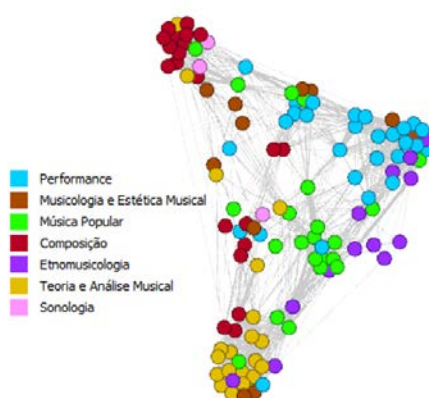 Performance
Musicologia e Estética Musical
Música Popular
Composição
Etnomusicologia
Teoria e Análise Musical
Sonologia